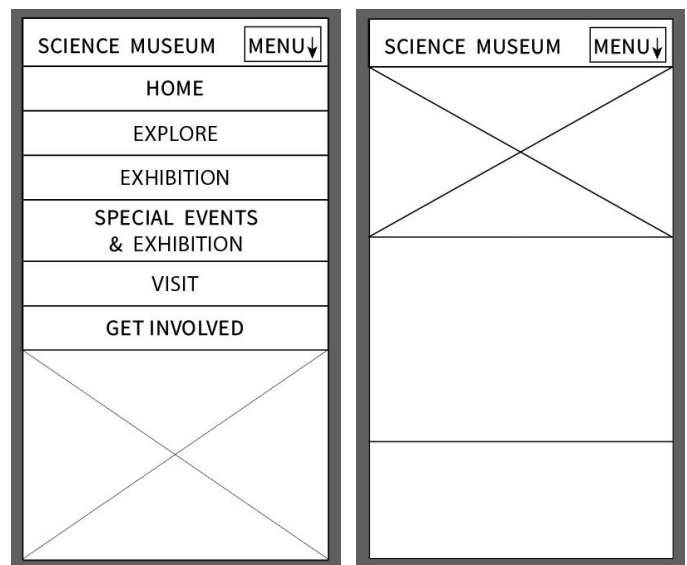 SCIENCE MUSEUM MENU↓
HOME
EXPLORE
EXHIBITION
SPECIAL EVENTS
& EXHIBITION
VISIT
GET INVOLVED
SCIENCE MUSEUM MENU↓